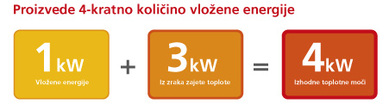 Proizvede 4-kratno količino vložene energije
1kW + 3kW = 4kW
Vložene energije Iz zraka zajete toplote Izhodne toplotne moči